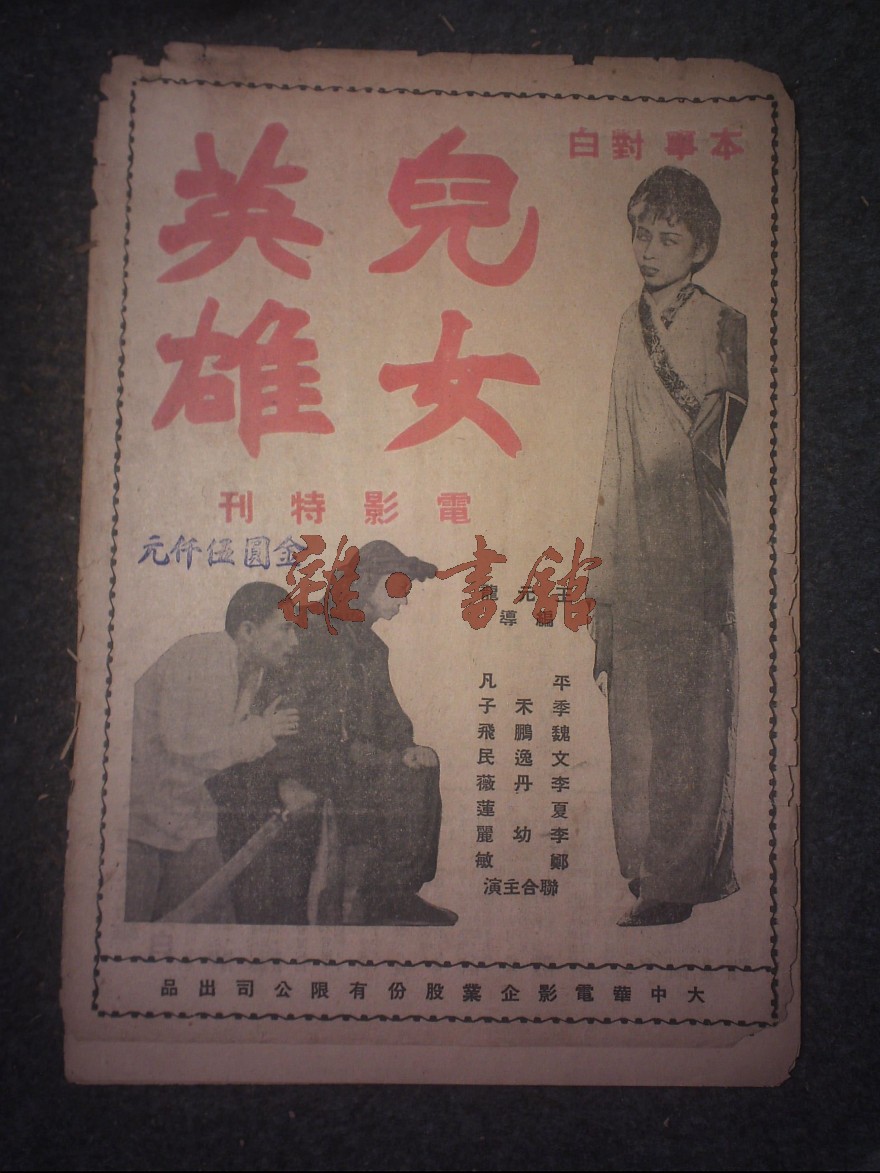 本事對白
兒女
英雄
電影特刊
金圓伍仟元
雜·書館
王元龍
編導
平凡
季禾子
魏鵬飛
文逸民
李丹薇
夏蓮
李幼麗
鄭敏
聯合主演
大中華電影企業股份有限公司出品